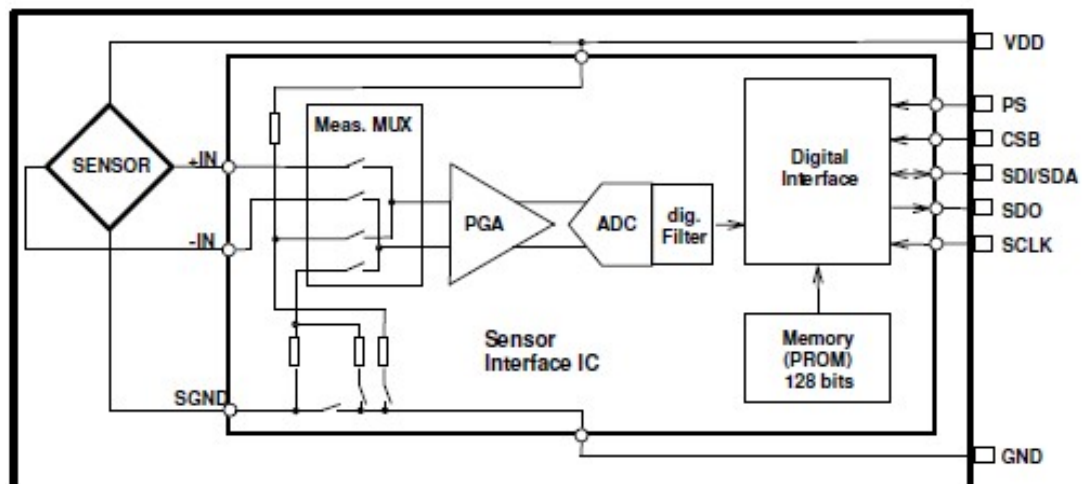 VDD
PS
Meas. MUX
CSB
SENSOR
+IN
Digital
Interface
SDI/SDA
PGA
ADC
dig.
Filter
SDO
-IN
SCLK
Sensor
Interface IC
Memory
(PROM)
128 bits
SGND
GND